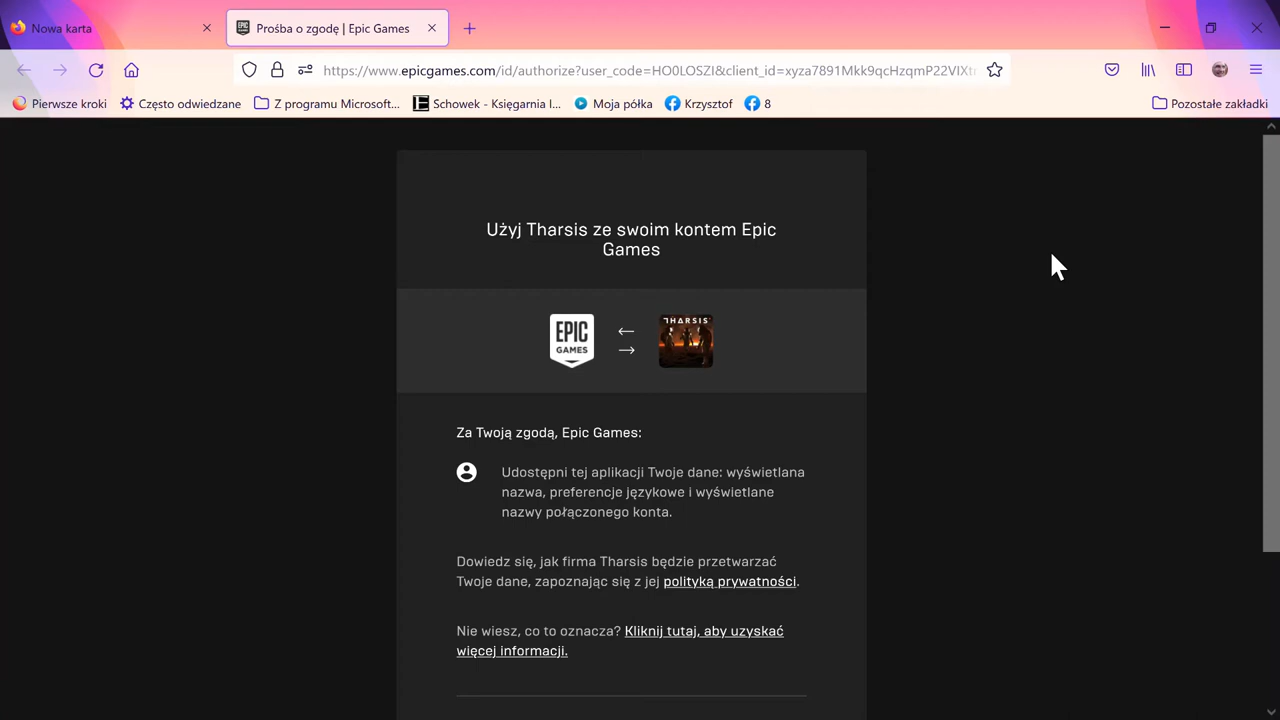 Nowa karta
Prośba o zgodę | Epic Games
https://www.epicgames.com/id/authorize?user_code=HO0LOSZI&client_id=xyza7891Mkk9qcHzqmP22VIXtr
Pierwsze kroki
Często odwiedzane
Z programu Microsoft...
Schowek - Księgarnia I...
Moja półka
Krzysztof
8
Pozostałe zakładki
Użyj Tharsis ze swoim kontem Epic
Games
EPIC
GAMES
THARSIS
Za Twoją zgodą, Epic Games:
Udostępni tej aplikacji Twoje dane: wyświetlana
nazwa, preferencje językowe i wyświetlane
nazwy połączonego konta.
Dowiedz się, jak firma Tharsis będzie przetwarzać
Twoje dane, zapoznając się z jej polityką prywatności.
Nie wiesz, co to oznacza? Kliknij tutaj, aby uzyskać
więcej informacji.